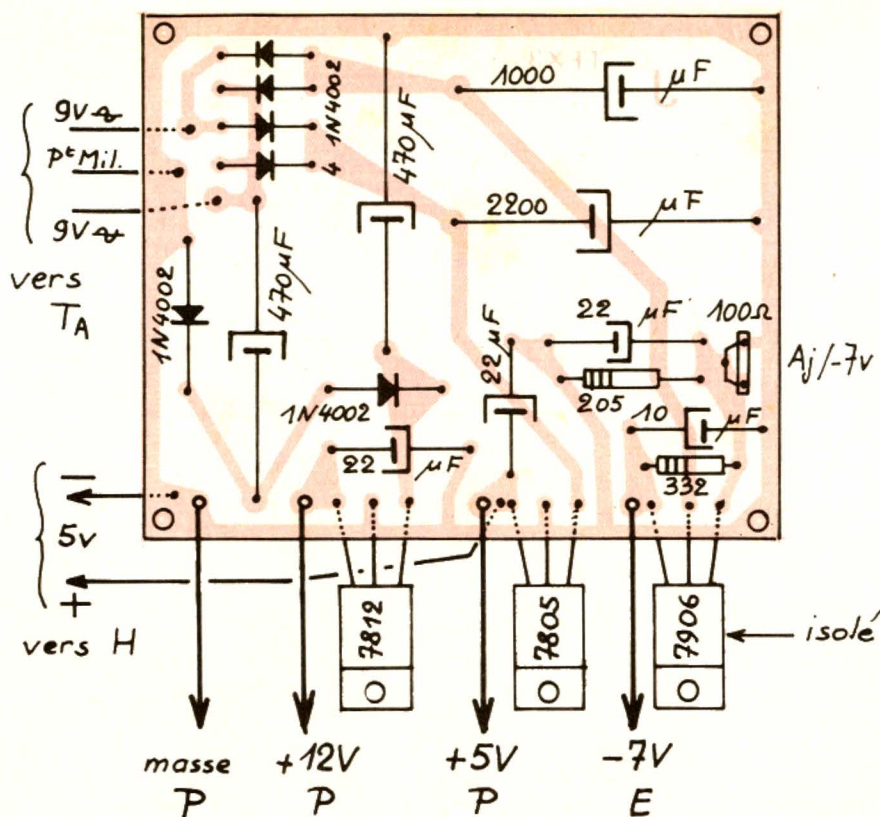 9V
Pt Mil.
9V
vers
TA
4 1N4002
470µF
1000 µF
2200 µF
1N4002
470µF
1N4002
22 µF
22µF
22 µF
205
100Ω
Aj/-7v
10 µF
332
−
5v
+
vers H
7812
7805
7906
isolé
masse
P
+12V
P
+5V
P
-7V
E